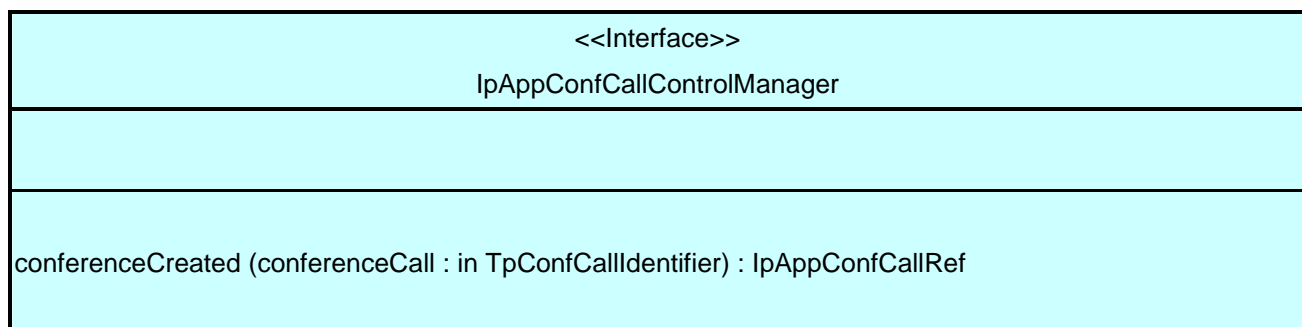 <<Interface>>
IpAppConfCallControlManager
conferenceCreated (conferenceCall : in TpConfCallIdentifier) : IpAppConfCallRef